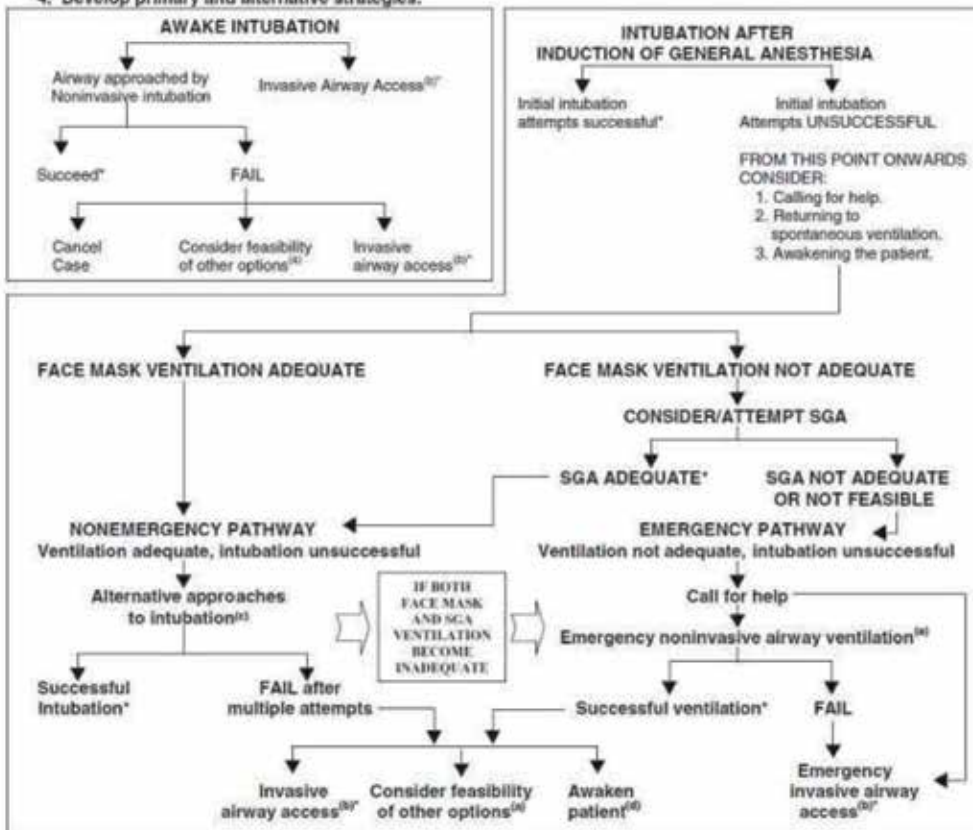 4. Develop primary and alternative strategies:
AWAKE INTUBATION
Airway approached by
Noninvasive intubation
Invasive Airway Access(b)*
Succeed*
FAIL
Cancel
Case
Consider feasibility
of other options(a)
Invasive
airway access(b)*
INTUBATION AFTER
INDUCTION OF GENERAL ANESTHESIA
Initial intubation
attempts successful*
Initial intubation
Attempts UNSUCCESSFUL
FROM THIS POINT ONWARDS
CONSIDER:
1. Calling for help.
2. Returning to
spontaneous ventilation.
3. Awakening the patient.
FACE MASK VENTILATION ADEQUATE
FACE MASK VENTILATION NOT ADEQUATE
CONSIDER/ATTEMPT SGA
SGA ADEQUATE*
SGA NOT ADEQUATE
OR NOT FEASIBLE
NONEMERGENCY PATHWAY
Ventilation adequate, intubation unsuccessful
EMERGENCY PATHWAY
Ventilation not adequate, intubation unsuccessful
Alternative approaches
to intubation(c)
IF BOTH
FACE MASK
AND SGA
VENTILATION
BECOME
INADEQUATE
Call for help
Emergency noninvasive airway ventilation(e)
Successful
Intubation*
FAIL after
multiple attempts
Successful ventilation*
FAIL
Invasive
airway access(b)*
Consider feasibility
of other options(a)
Awaken
patient(d)
Emergency
invasive airway
access(b)*